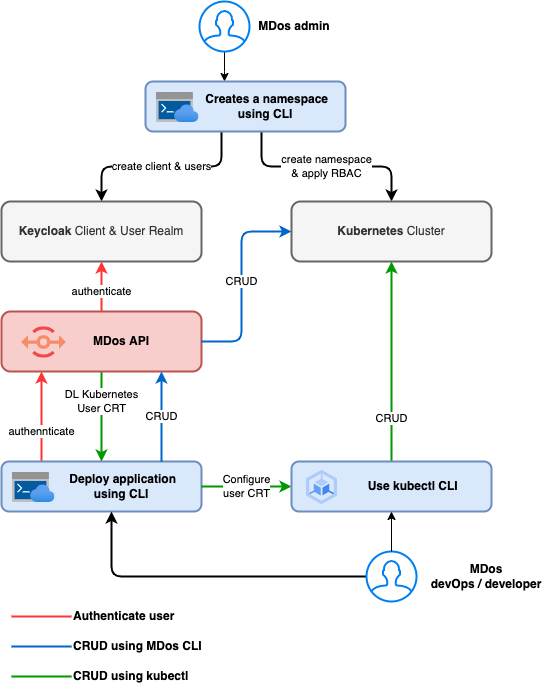 MDos admin
Creates a namespace
using CLI
create client & users
create namespace
& apply RBAC
Keycloak Client & User Realm
Kubernetes Cluster
authenticate
CRUD
MDos API
DL Kubernetes
User CRT
CRUD
CRUD
authennticate
Deploy application
using CLI
Configure
user CRT
Use kubectl CLI
MDos
devOps / developer
Authenticate user
CRUD using MDos CLI
CRUD using kubectl